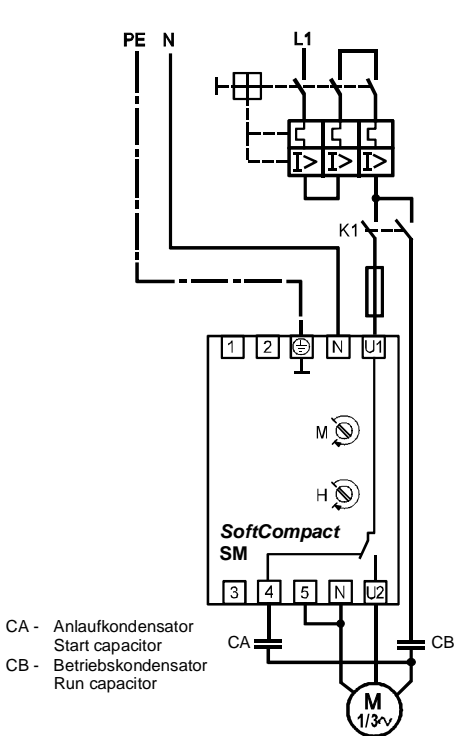 PE N L1
I> I> I>
K1
1 2 N U1
M
H
SoftCompact
SM
3 4 5 N U2
CA - Anlaufkondensator
Start capacitor
CB - Betriebskondensator
Run capacitor
CA CB
M
1/3~